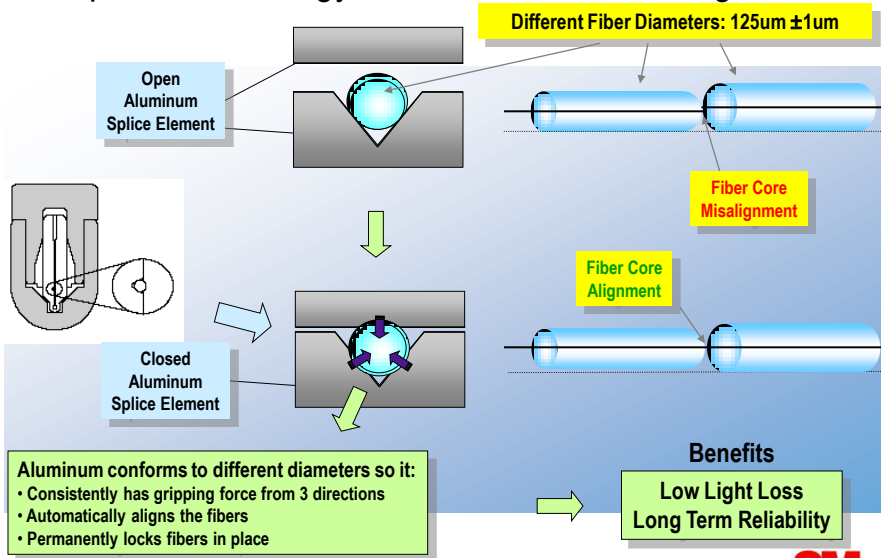 Different Fiber Diameters: 125um ±1um
Open
Aluminum
Splice Element
Fiber Core
Misalignment
Fiber Core
Alignment
Closed
Aluminum
Splice Element
Aluminum conforms to different diameters so it:
• Consistently has gripping force from 3 directions
• Automatically aligns the fibers
• Permanently locks fibers in place
Benefits
Low Light Loss
Long Term Reliability